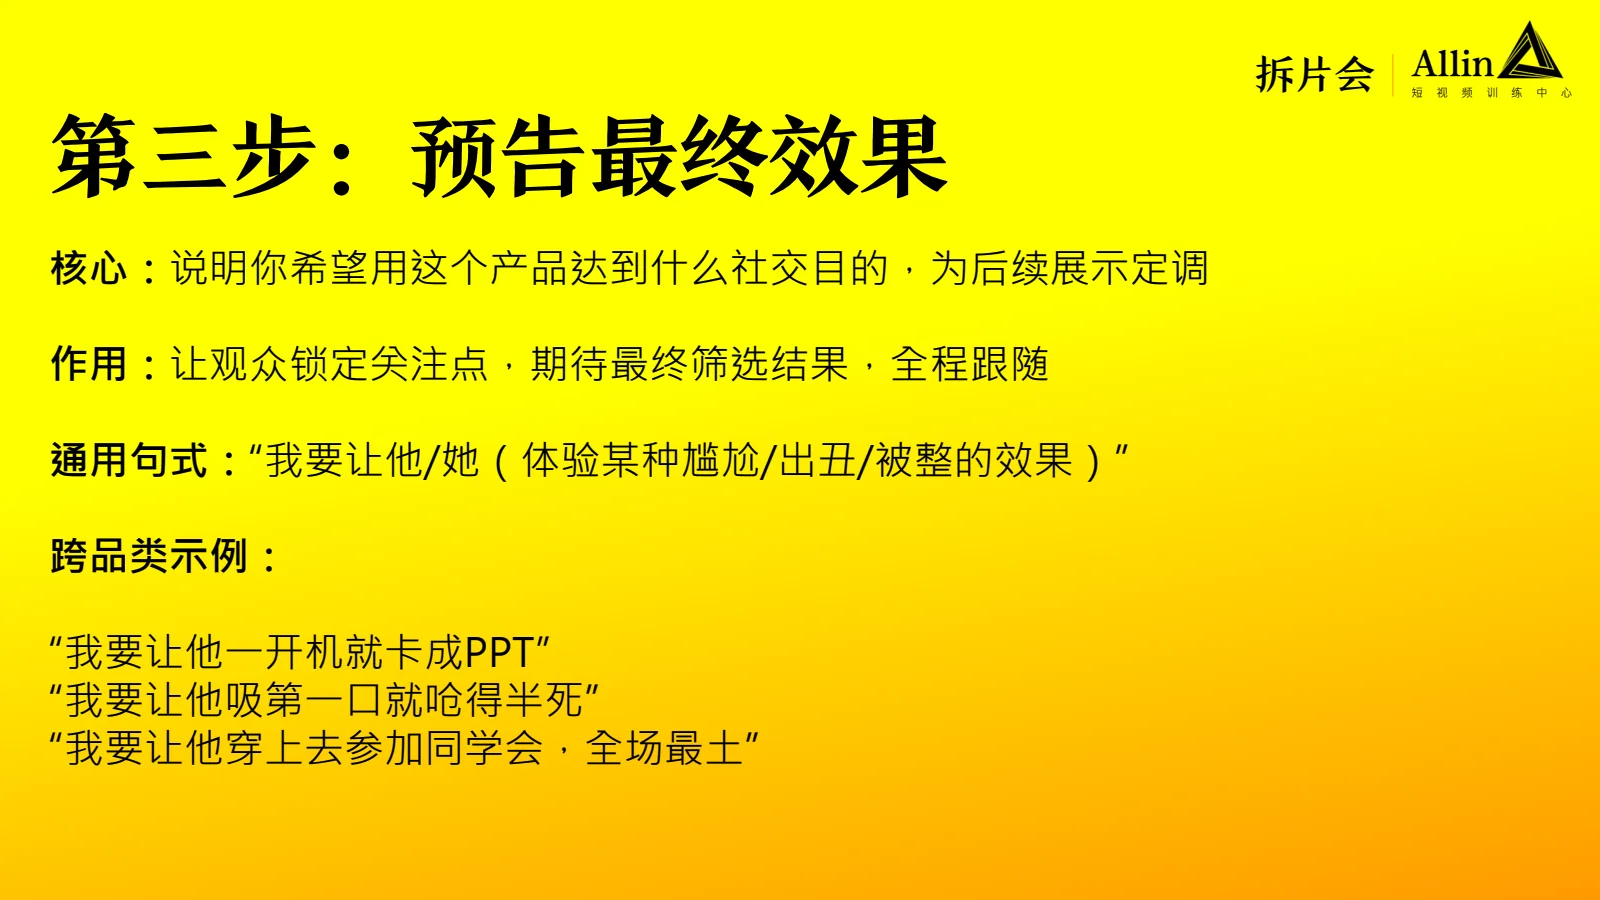 拆片会
Allin
短视频训练中心
第三步：预告最终效果
核心：说明你希望用这个产品达到什么社交目的，为后续展示定调
作用：让观众锁定关注点，期待最终筛选结果，全程跟随
通用句式：“我要让他/她（体验某种尴尬/出丑/被整的效果）”
跨品类示例：
“我要让他一开机就卡成PPT”
“我要让他吸第一口就呛得半死”
“我要让他穿上去参加同学会，全场最土”